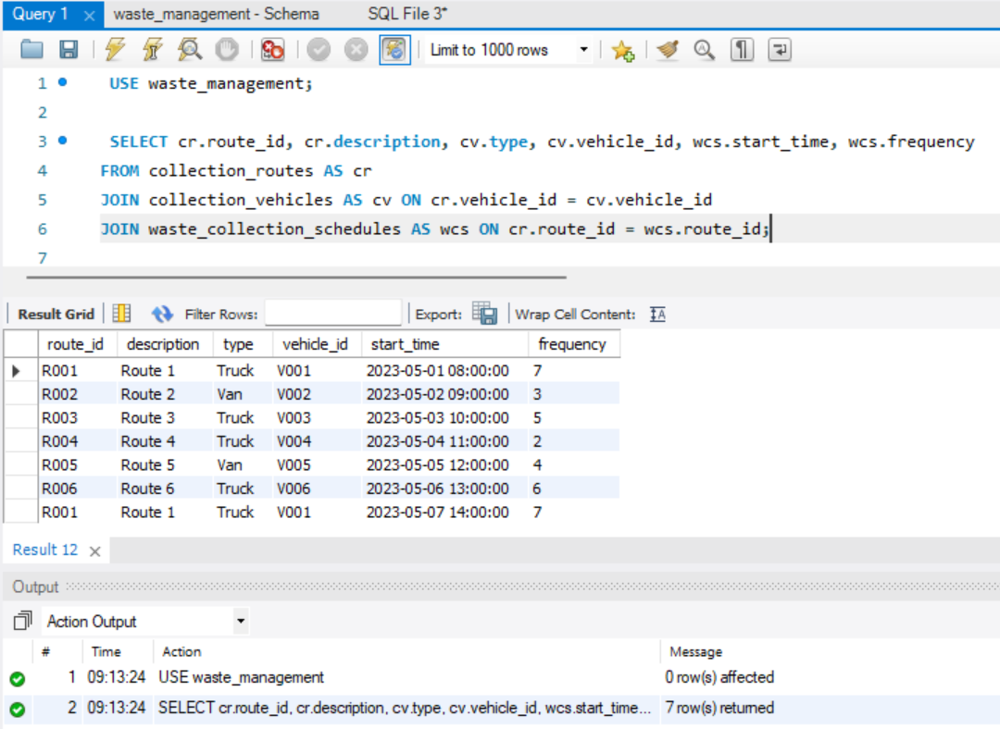 Query 1 waste_management - Schema SQL File 3*
Limit to 1000 rows
1 USE waste_management;
2
3 SELECT cr.route_id, cr.description, cv.type, cv.vehicle_id, wcs.start_time, wcs.frequency
4 FROM collection_routes AS cr
5 JOIN collection_vehicles AS cv ON cr.vehicle_id = cv.vehicle_id
6 JOIN waste_collection_schedules AS wcs ON cr.route_id = wcs.route_id;
7
Result Grid Filter Rows: Export: Wrap Cell Content: IA
route_id description type vehicle_id start_time frequency
R001 Route 1 Truck V001 2023-05-01 08:00:00 7
R002 Route 2 Van V002 2023-05-02 09:00:00 3
R003 Route 3 Truck V003 2023-05-03 10:00:00 5
R004 Route 4 Truck V004 2023-05-04 11:00:00 2
R005 Route 5 Van V005 2023-05-05 12:00:00 4
R006 Route 6 Truck V006 2023-05-06 13:00:00 6
R001 Route 1 Truck V001 2023-05-07 14:00:00 7
Result 12
Output
Action Output
# Time Action Message
1 09:13:24 USE waste_management 0 row(s) affected
2 09:13:24 SELECT cr.route_id, cr.description, cv.type, cv.vehicle_id, wcs.start_time... 7 row(s) returned